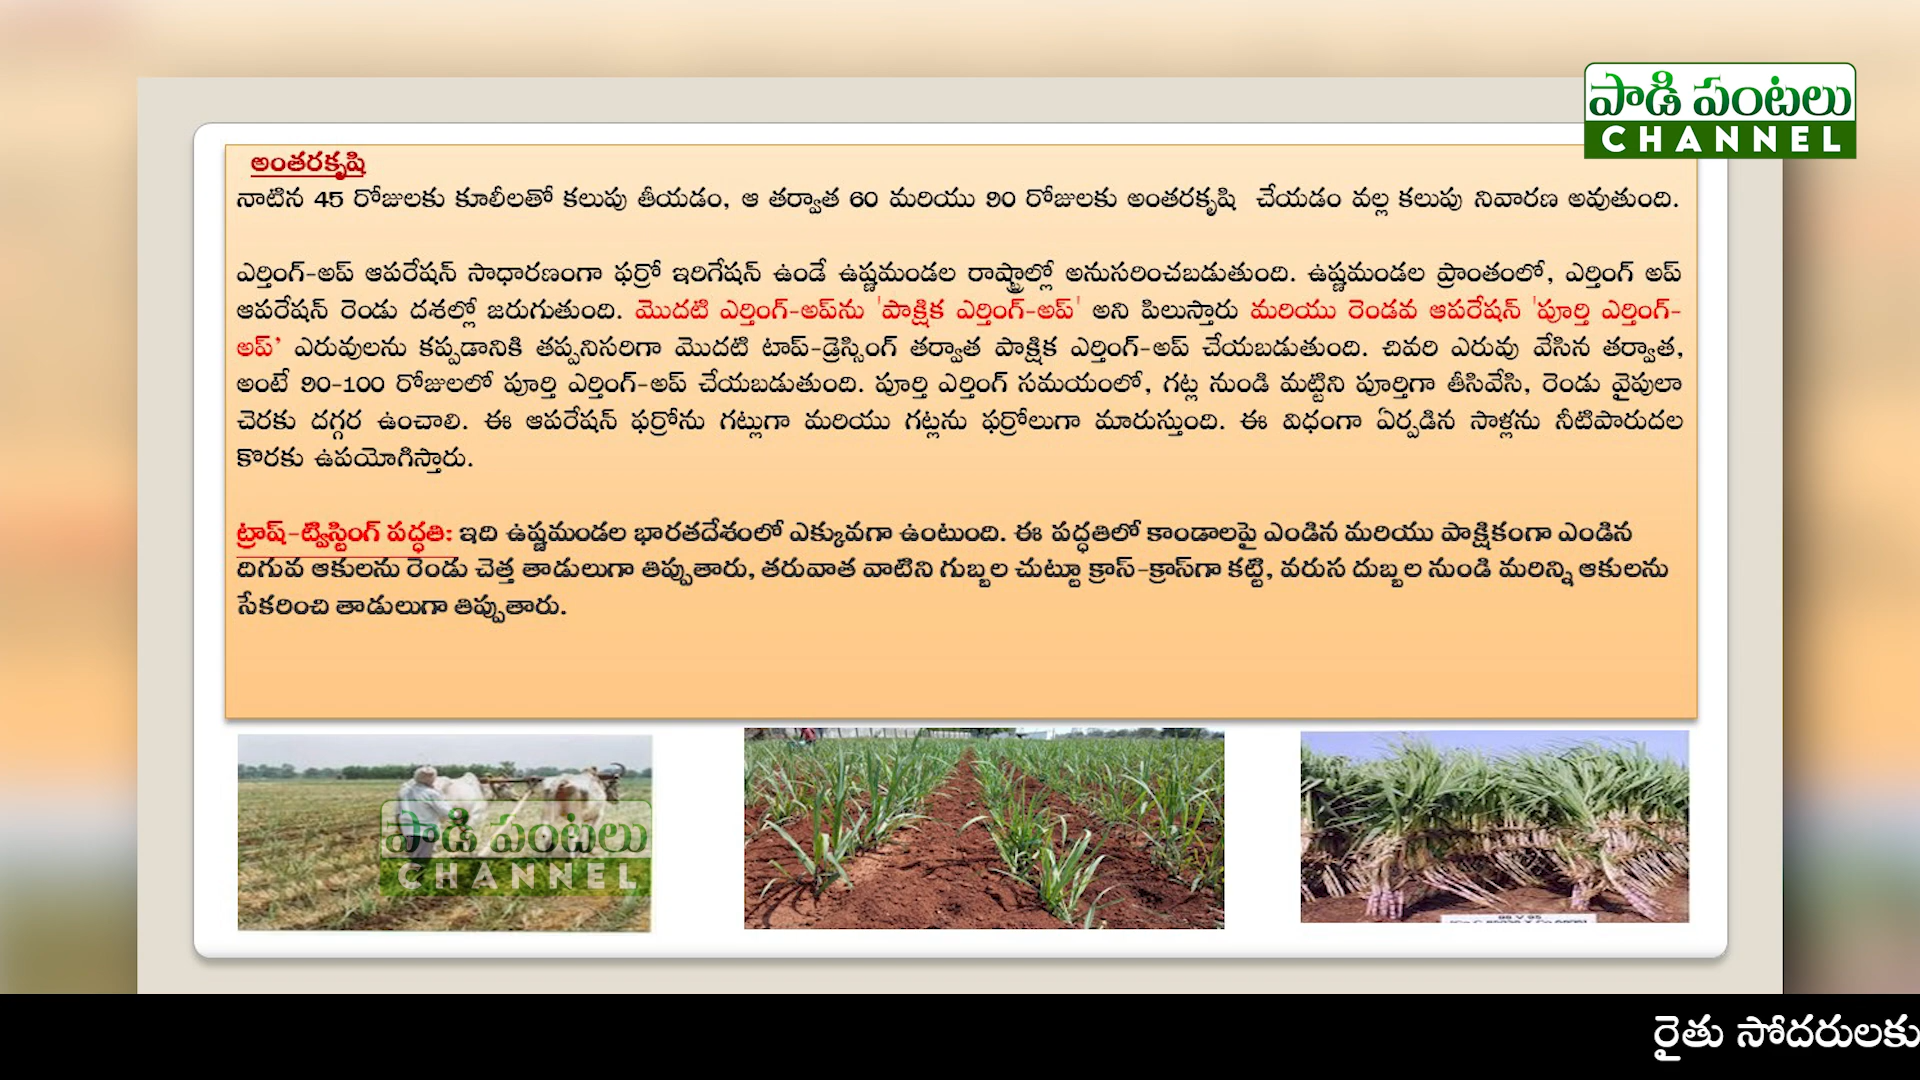 పాడి పంటలు
CHANNEL
అంతరకృషి
నాటిన 45 రోజులకు కూలీలతో కలుపు తీయడం, ఆ తర్వాత 60 మరియు 90 రోజులకు అంతరకృషి చేయడం వల్ల కలుపు నివారణ అవుతుంది.
ఎర్తింగ్-అప్ ఆపరేషన్ సాధారణంగా ఫర్రో ఇరిగేషన్ ఉండే ఉష్ణమండల రాష్ట్రాల్లో అనుసరించబడుతుంది. ఉష్ణమండల ప్రాంతంలో, ఎర్తింగ్ అప్
ఆపరేషన్ రెండు దశల్లో జరుగుతుంది. మొదటి ఎర్తింగ్-అప్‌ను 'పాక్షిక ఎర్తింగ్-అప్' అని పిలుస్తారు మరియు రెండవ ఆపరేషన్ 'పూర్తి ఎర్తింగ్-
అప్' ఎరువులను కప్పడానికి తప్పనిసరిగా మొదటి టాప్-డ్రెస్సింగ్ తర్వాత పాక్షిక ఎర్తింగ్-అప్ చేయబడుతుంది. చివరి ఎరువు వేసిన తర్వాత,
అంటే 90-100 రోజులలో పూర్తి ఎర్తింగ్-అప్ చేయబడుతుంది. పూర్తి ఎర్తింగ్ సమయంలో, గట్ల నుండి మట్టిని పూర్తిగా తీసివేసి, రెండు వైపులా
చెరకు దగ్గర ఉంచాలి. ఈ ఆపరేషన్ ఫర్రోను గట్లుగా మరియు గట్లను ఫర్రోలుగా మారుస్తుంది. ఈ విధంగా ఏర్పడిన సాళ్లను నీటిపారుదల
కొరకు ఉపయోగిస్తారు.
ట్రాష్-ట్విస్టింగ్ పద్ధతి: ఇది ఉష్ణమండల భారతదేశంలో ఎక్కువగా ఉంటుంది. ఈ పద్ధతిలో కాండాలపై ఎండిన మరియు పాక్షికంగా ఎండిన
దిగువ ఆకులను రెండు చెత్త తాడులుగా తిప్పుతారు, తరువాత వాటిని గుబ్బల చుట్టూ క్రాస్-క్రాస్‌గా కట్టి, వరుస దుబ్బల నుండి మరిన్ని ఆకులను
సేకరించి తాడులుగా తిప్పుతారు.
పాడి పంటలు
CHANNEL
రైతు సోదరులకు